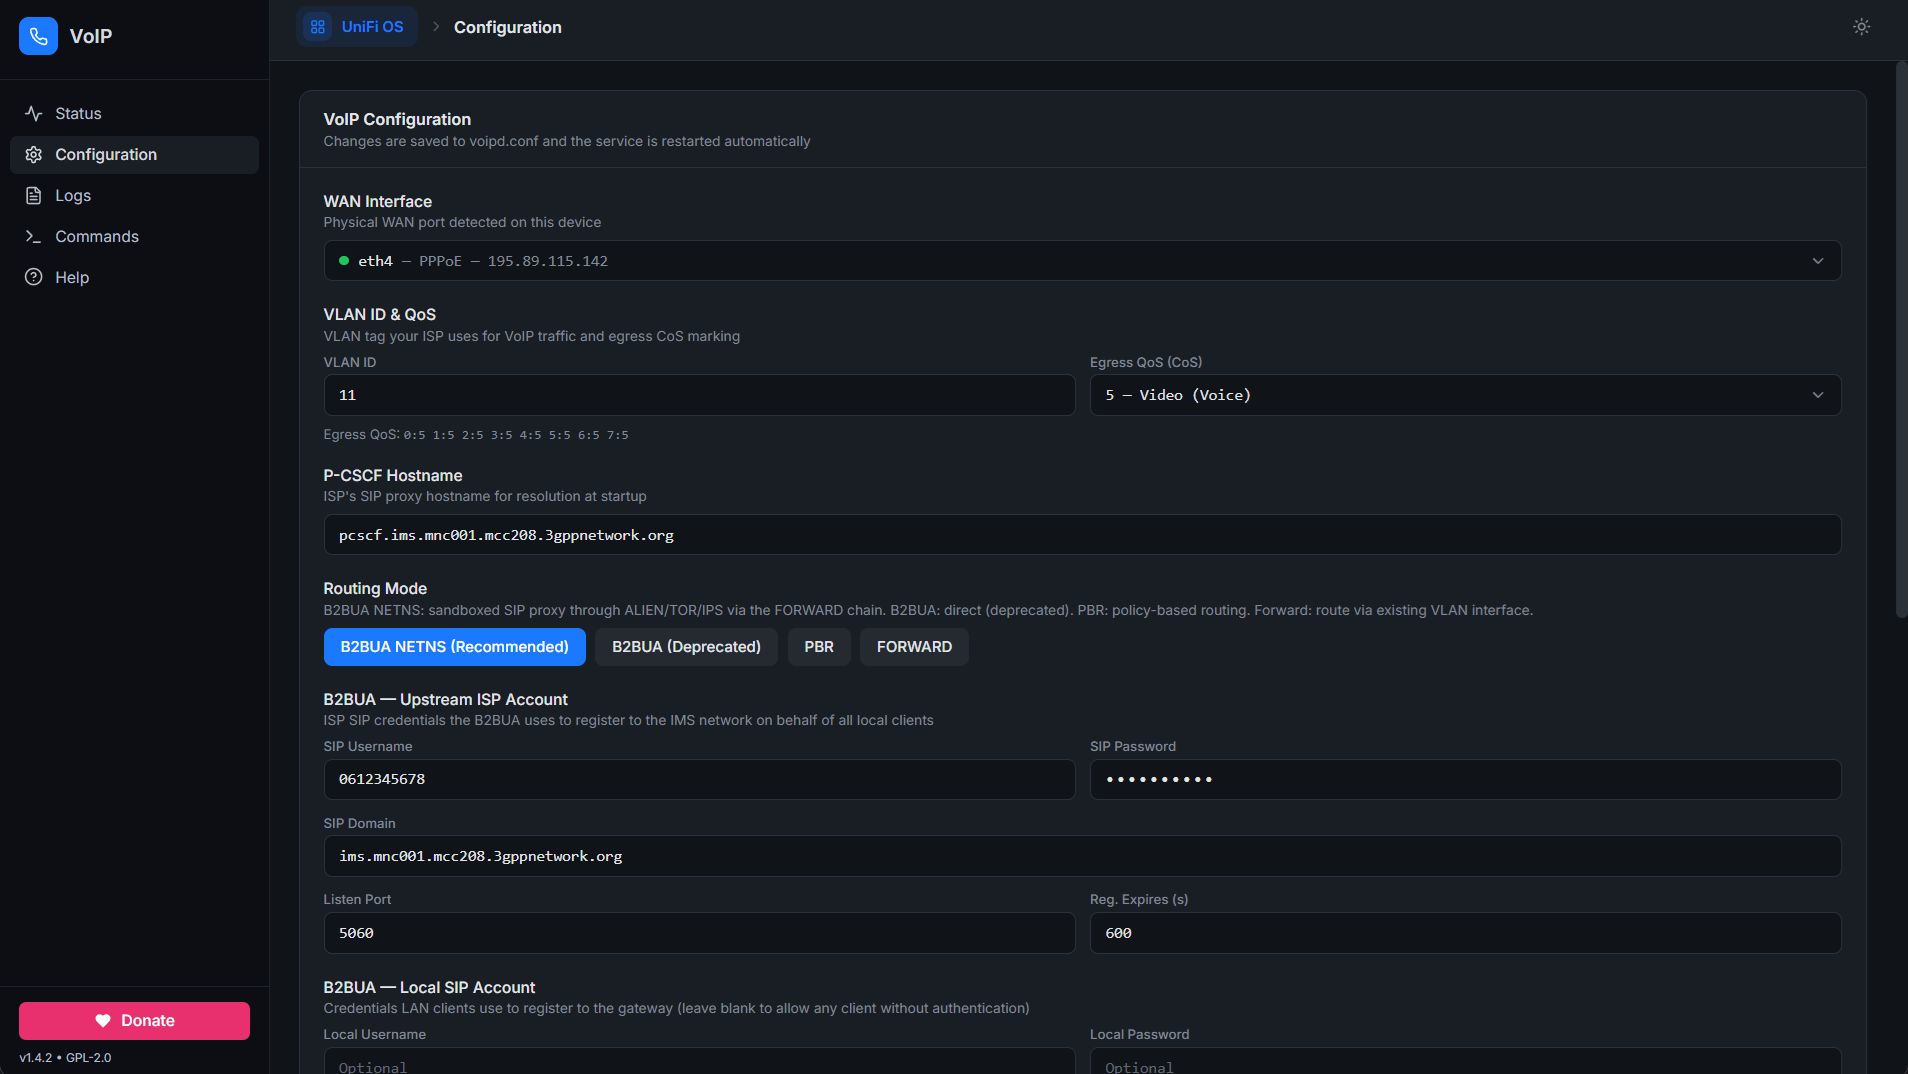 VoIP
Status
Configuration
Logs
Commands
Help
Donate
v1.4.2 • GPL-2.0
UniFi OS
Configuration
VoIP Configuration
Changes are saved to voipd.conf and the service is restarted automatically
WAN Interface
Physical WAN port detected on this device
eth4 — PPPoE — 195.89.115.142
VLAN ID & QoS
VLAN tag your ISP uses for VoIP traffic and egress CoS marking
VLAN ID
Egress QoS (CoS)
11
5 — Video (Voice)
Egress QoS: 0:5 1:5 2:5 3:5 4:5 5:5 6:5 7:5
P-CSCF Hostname
ISP's SIP proxy hostname for resolution at startup
pcscf.ims.mnc001.mcc208.3gppnetwork.org
Routing Mode
B2BUA NETNS: sandboxed SIP proxy through ALIEN/TOR/IPS via the FORWARD chain. B2BUA: direct (deprecated). PBR: policy-based routing. Forward: route via existing VLAN interface.
B2BUA NETNS (Recommended)
B2BUA (Deprecated)
PBR
FORWARD
B2BUA — Upstream ISP Account
ISP SIP credentials the B2BUA uses to register to the IMS network on behalf of all local clients
SIP Username
SIP Password
0612345678
••••••••••
SIP Domain
ims.mnc001.mcc208.3gppnetwork.org
Listen Port
Reg. Expires (s)
5060
600
B2BUA — Local SIP Account
Credentials LAN clients use to register to the gateway (leave blank to allow any client without authentication)
Local Username
Local Password
Optional
Optional